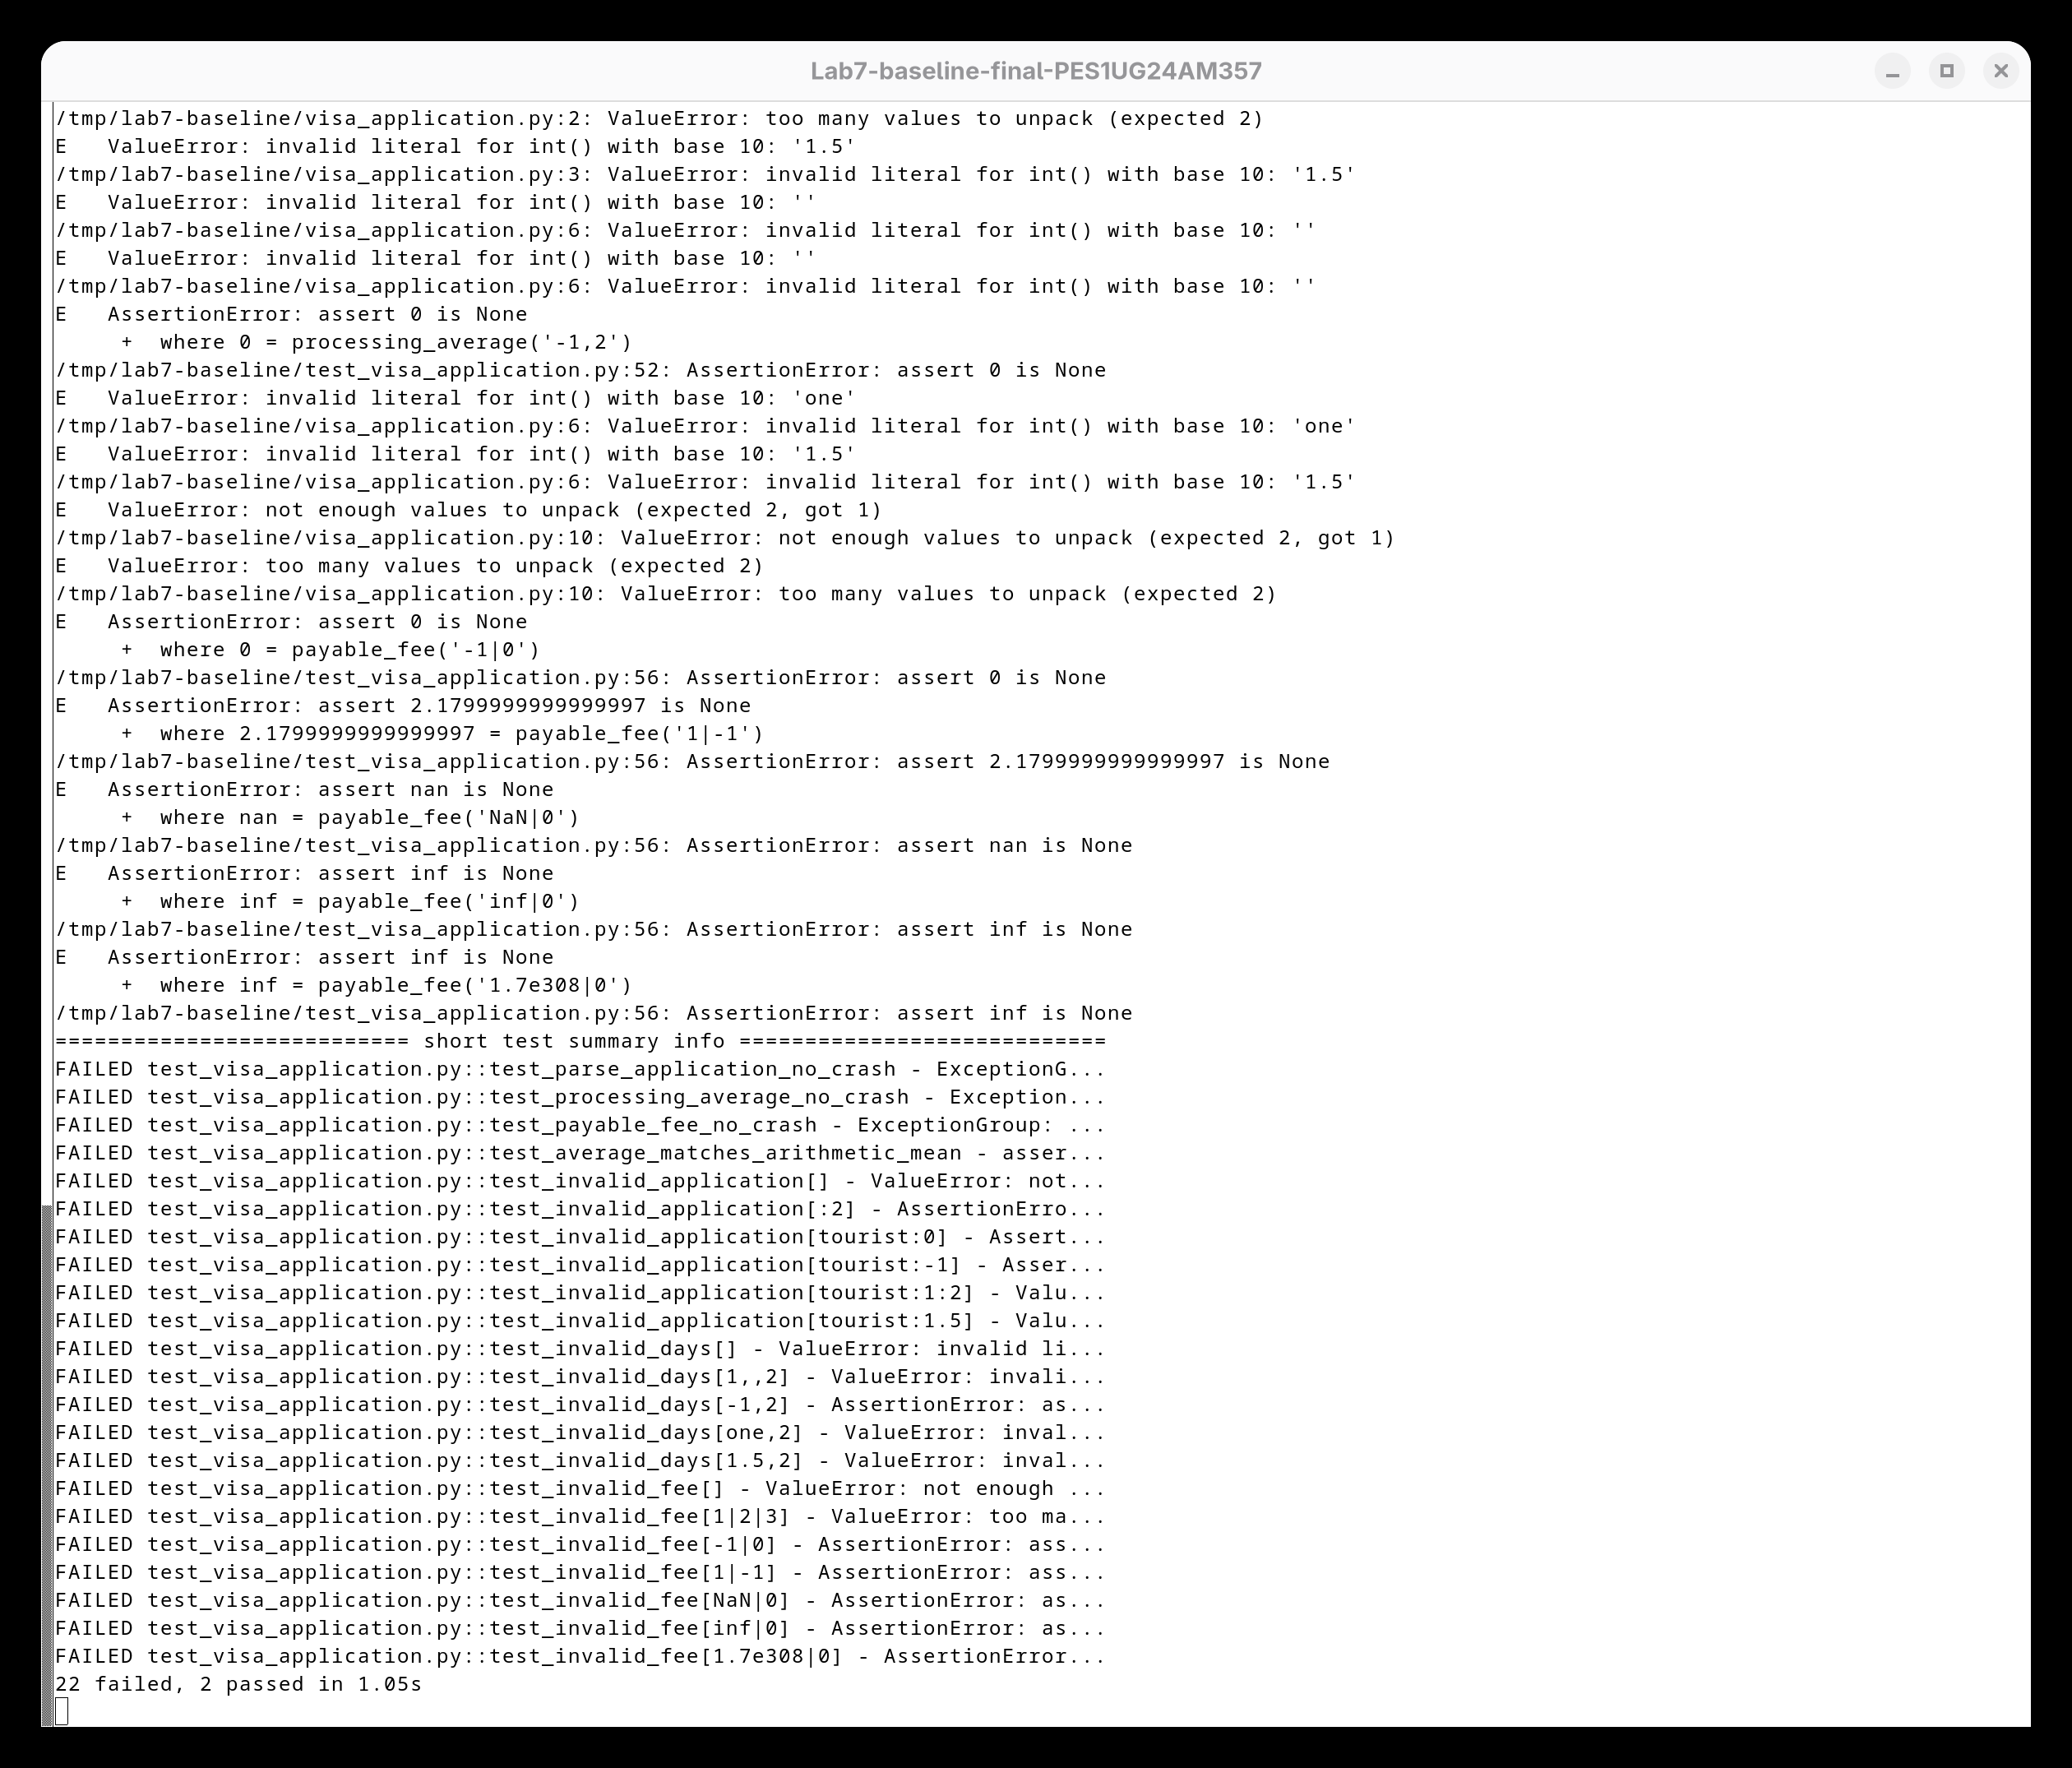 Lab7-baseline-final-PES1UG24AM357
/tmp/lab7-baseline/visa_application.py:2: ValueError: too many values to unpack (expected 2)
E   ValueError: invalid literal for int() with base 10: '1.5'
/tmp/lab7-baseline/visa_application.py:3: ValueError: invalid literal for int() with base 10: '1.5'
E   ValueError: invalid literal for int() with base 10: ''
/tmp/lab7-baseline/visa_application.py:6: ValueError: invalid literal for int() with base 10: ''
E   ValueError: invalid literal for int() with base 10: ''
/tmp/lab7-baseline/visa_application.py:6: ValueError: invalid literal for int() with base 10: ''
E   AssertionError: assert 0 is None
     +  where 0 = processing_average('-1,2')
/tmp/lab7-baseline/test_visa_application.py:52: AssertionError: assert 0 is None
E   ValueError: invalid literal for int() with base 10: 'one'
/tmp/lab7-baseline/visa_application.py:6: ValueError: invalid literal for int() with base 10: 'one'
E   ValueError: invalid literal for int() with base 10: '1.5'
/tmp/lab7-baseline/visa_application.py:6: ValueError: invalid literal for int() with base 10: '1.5'
E   ValueError: not enough values to unpack (expected 2, got 1)
/tmp/lab7-baseline/visa_application.py:10: ValueError: not enough values to unpack (expected 2, got 1)
E   ValueError: too many values to unpack (expected 2)
/tmp/lab7-baseline/visa_application.py:10: ValueError: too many values to unpack (expected 2)
E   AssertionError: assert 0 is None
     +  where 0 = payable_fee('-1|0')
/tmp/lab7-baseline/test_visa_application.py:56: AssertionError: assert 0 is None
E   AssertionError: assert 2.1799999999999997 is None
     +  where 2.1799999999999997 = payable_fee('1|-1')
/tmp/lab7-baseline/test_visa_application.py:56: AssertionError: assert 2.1799999999999997 is None
E   AssertionError: assert nan is None
     +  where nan = payable_fee('NaN|0')
/tmp/lab7-baseline/test_visa_application.py:56: AssertionError: assert nan is None
E   AssertionError: assert inf is None
     +  where inf = payable_fee('inf|0')
/tmp/lab7-baseline/test_visa_application.py:56: AssertionError: assert inf is None
E   AssertionError: assert inf is None
     +  where inf = payable_fee('1.7e308|0')
/tmp/lab7-baseline/test_visa_application.py:56: AssertionError: assert inf is None
=========================== short test summary info ============================
FAILED test_visa_application.py::test_parse_application_no_crash - ExceptionG...
FAILED test_visa_application.py::test_processing_average_no_crash - Exception...
FAILED test_visa_application.py::test_payable_fee_no_crash - ExceptionGroup: ...
FAILED test_visa_application.py::test_average_matches_arithmetic_mean - asser...
FAILED test_visa_application.py::test_invalid_application[] - ValueError: not...
FAILED test_visa_application.py::test_invalid_application[:2] - AssertionErro...
FAILED test_visa_application.py::test_invalid_application[tourist:0] - Assert...
FAILED test_visa_application.py::test_invalid_application[tourist:-1] - Asser...
FAILED test_visa_application.py::test_invalid_application[tourist:1:2] - Valu...
FAILED test_visa_application.py::test_invalid_application[tourist:1.5] - Valu...
FAILED test_visa_application.py::test_invalid_days[] - ValueError: invalid li...
FAILED test_visa_application.py::test_invalid_days[1,,2] - ValueError: invali...
FAILED test_visa_application.py::test_invalid_days[-1,2] - AssertionError: as...
FAILED test_visa_application.py::test_invalid_days[one,2] - ValueError: inval...
FAILED test_visa_application.py::test_invalid_days[1.5,2] - ValueError: inval...
FAILED test_visa_application.py::test_invalid_fee[] - ValueError: not enough ...
FAILED test_visa_application.py::test_invalid_fee[1|2|3] - ValueError: too ma...
FAILED test_visa_application.py::test_invalid_fee[-1|0] - AssertionError: ass...
FAILED test_visa_application.py::test_invalid_fee[1|-1] - AssertionError: ass...
FAILED test_visa_application.py::test_invalid_fee[NaN|0] - AssertionError: as...
FAILED test_visa_application.py::test_invalid_fee[inf|0] - AssertionError: as...
FAILED test_visa_application.py::test_invalid_fee[1.7e308|0] - AssertionError...
22 failed, 2 passed in 1.05s